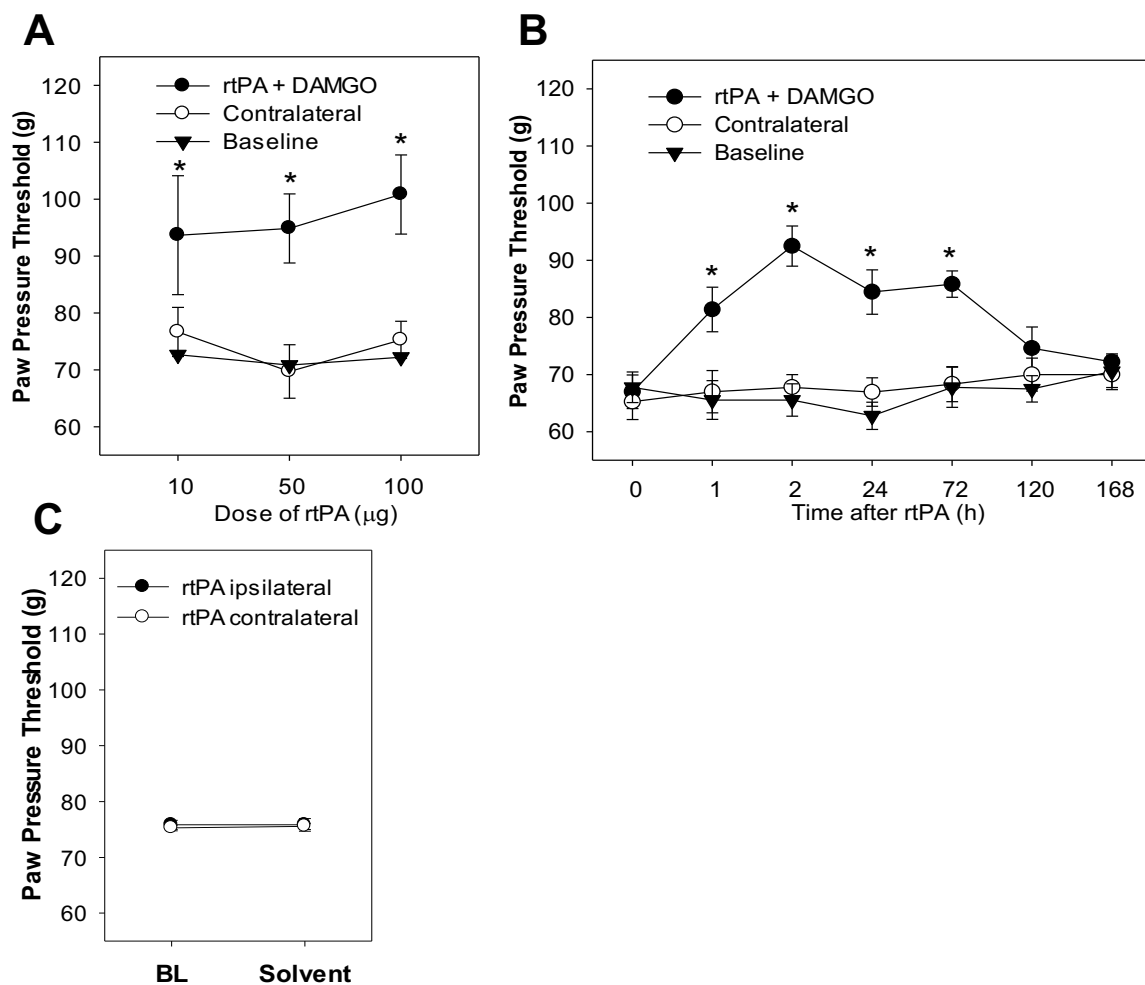 A
Paw Pressure Threshold (g)
120
110
100
90
80
70
60
rtPA + DAMGO
Contralateral
Baseline
*
*
*
10 50 100
Dose of rtPA (μg)
B
Paw Pressure Threshold (g)
120
110
100
90
80
70
60
rtPA + DAMGO
Contralateral
Baseline
*
*
*
*
0 1 2 24 72 120 168
Time after rtPA (h)
C
Paw Pressure Threshold (g)
120
110
100
90
80
70
60
rtPA ipsilateral
rtPA contralateral
BL Solvent